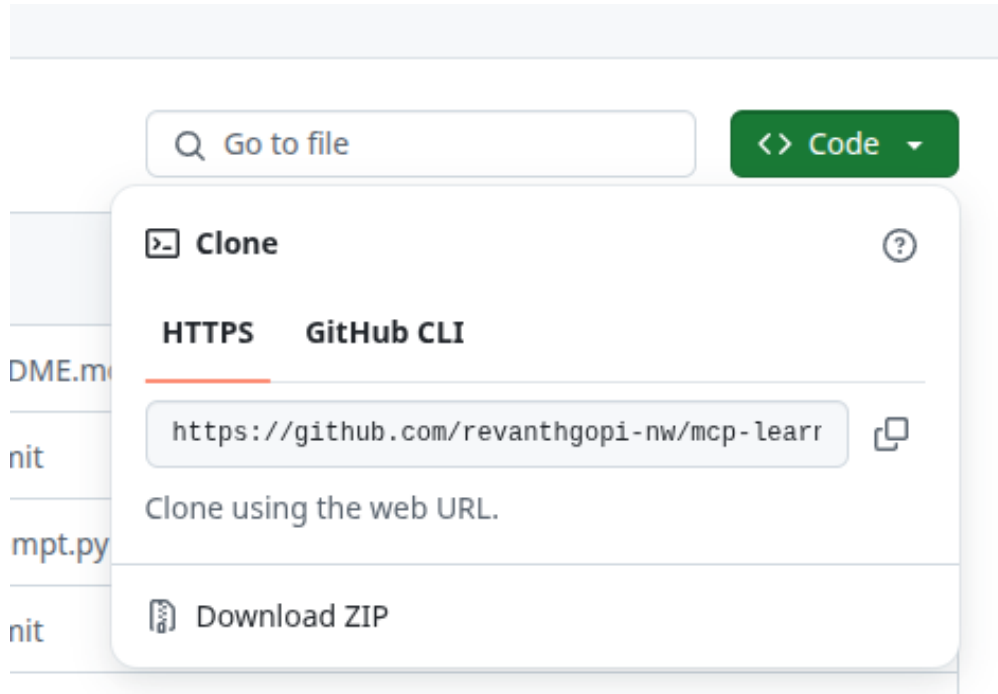 Go to file
<> Code
Clone
HTTPS GitHub CLI
DME.m
https://github.com/revanthgopi-nw/mcp-learn
nit
Clone using the web URL.
mpt.py
Download ZIP
nit